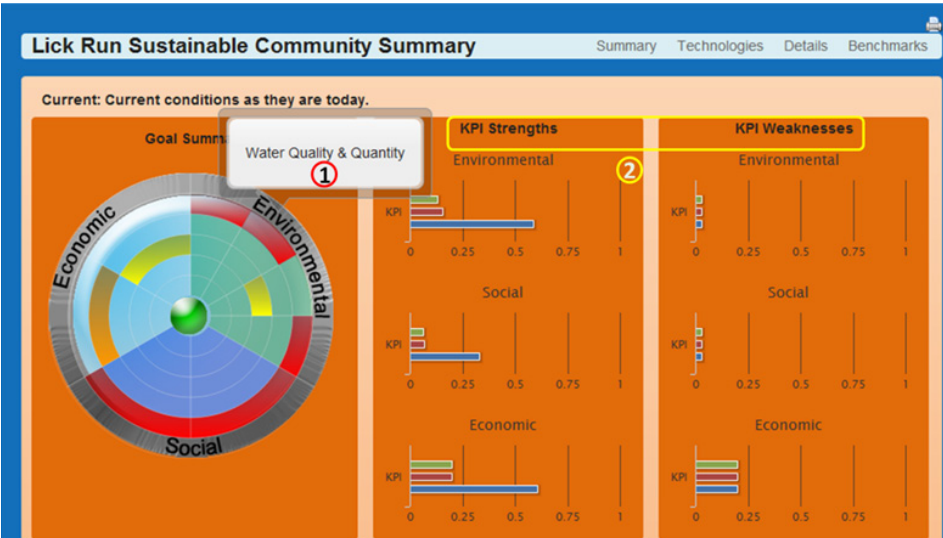 Lick Run Sustainable Community Summary
Summary Technologies Details Benchmarks
Current: Current conditions as they are today.
Goal Summ
Water Quality & Quantity
1
Economic
Environmental
Social
KPI Strengths
KPI Weaknesses
2
Environmental
KPI
0 0.25 0.5 0.75 1
Social
KPI
0 0.25 0.5 0.75 1
Economic
KPI
0 0.25 0.5 0.75 1
Environmental
KPI
0 0.25 0.5 0.75 1
Social
KPI
0 0.25 0.5 0.75 1
Economic
KPI
0 0.25 0.5 0.75 1